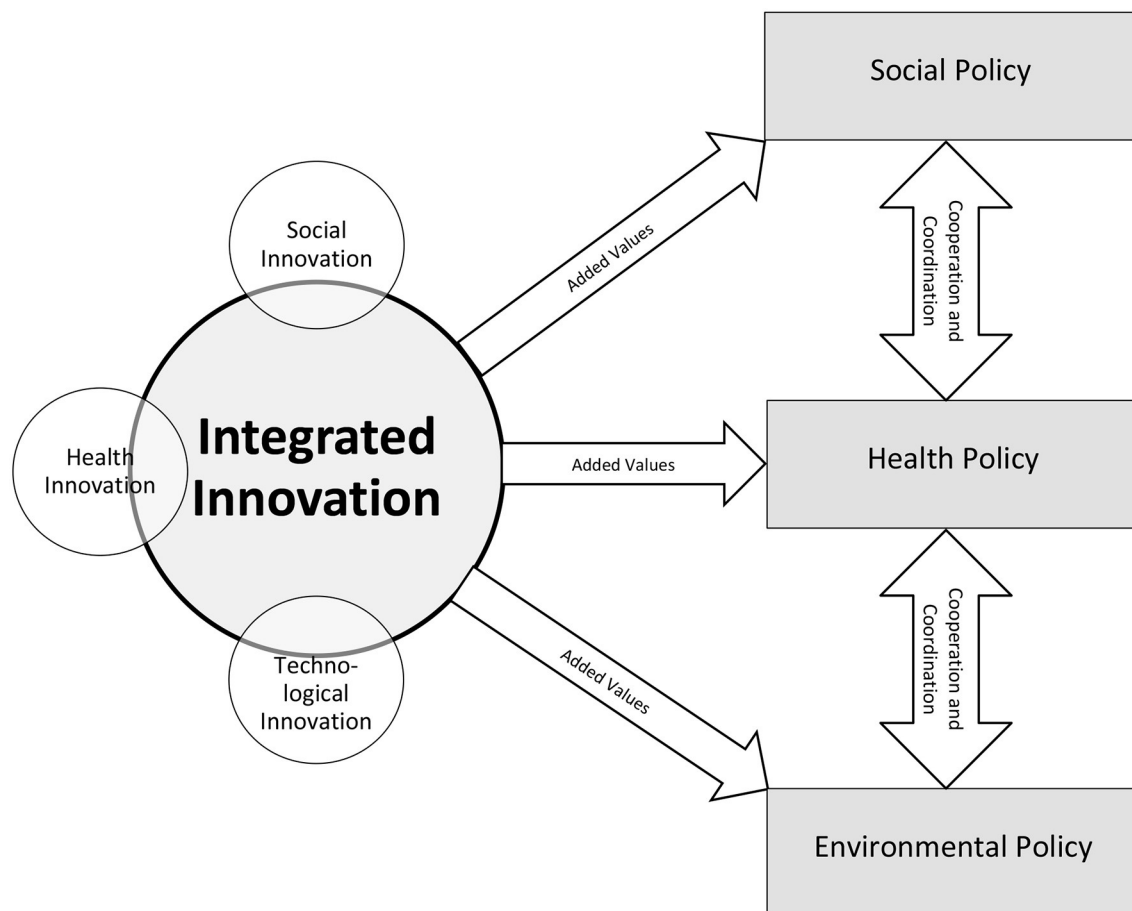 Social Policy
Social
Innovation
Added Values
Cooperation and
Coordination
Integrated
Innovation
Health
Innovation
Added Values
Health Policy
Techno-
logical
Innovation
Added Values
Cooperation and
Coordination
Environmental Policy